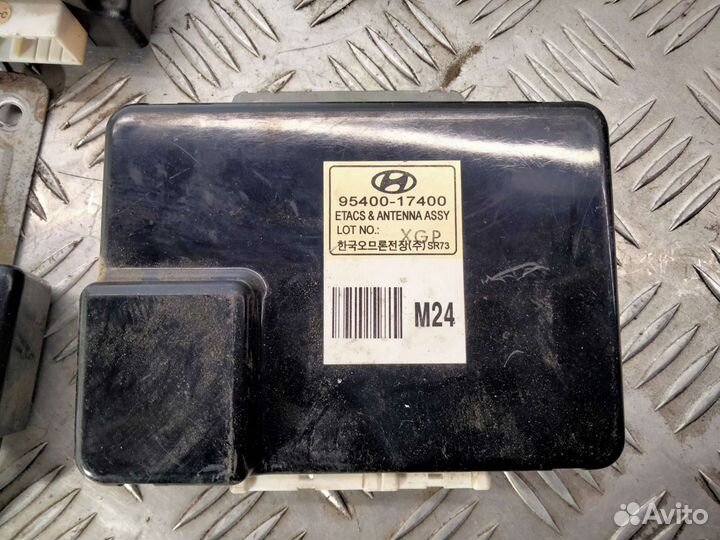 95400-17400
ETACS & ANTENNA ASSY
LOT NO.: XGP
한국오므론전장(주) SR73
M24
Avito